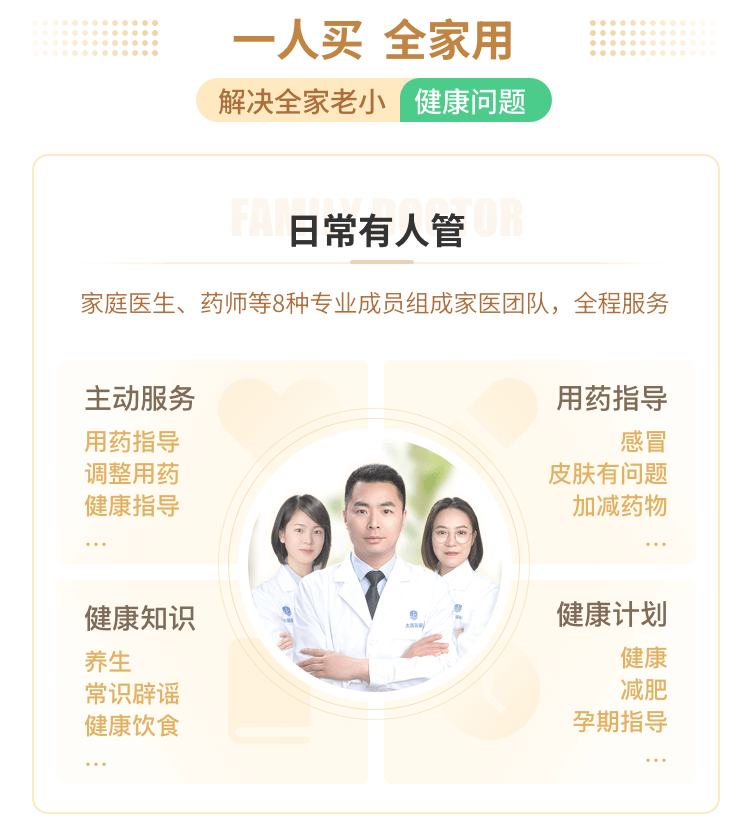 一人买 全家用
解决全家老小 健康问题
FAMILY DOCTOR
日常有人管
家庭医生、药师等8种专业成员组成家医团队，全程服务
主动服务
用药指导
调整用药
健康指导
...
用药指导
感冒
皮肤有问题
加减药物
...
健康知识
养生
常识辟谣
健康饮食
...
健康计划
健康
减肥
孕期指导
...